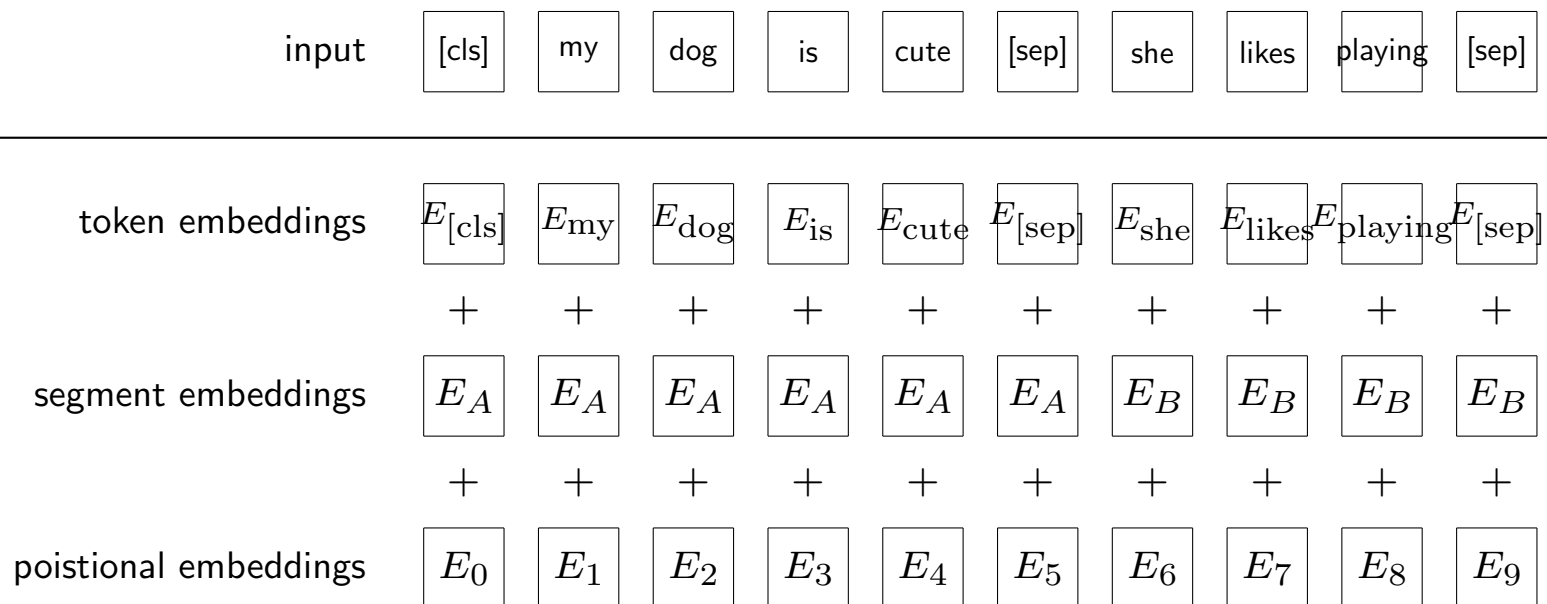 input [cls] my dog is cute [sep] she likes playing [sep]
token embeddings E[cls] Emy Edog Eis Ecute E[sep] Eshe Elikes Eplaying E[sep]
+ + + + + + + + + +
segment embeddings EA EA EA EA EA EA EB EB EB EB
+ + + + + + + + + +
poistional embeddings E0 E1 E2 E3 E4 E5 E6 E7 E8 E9